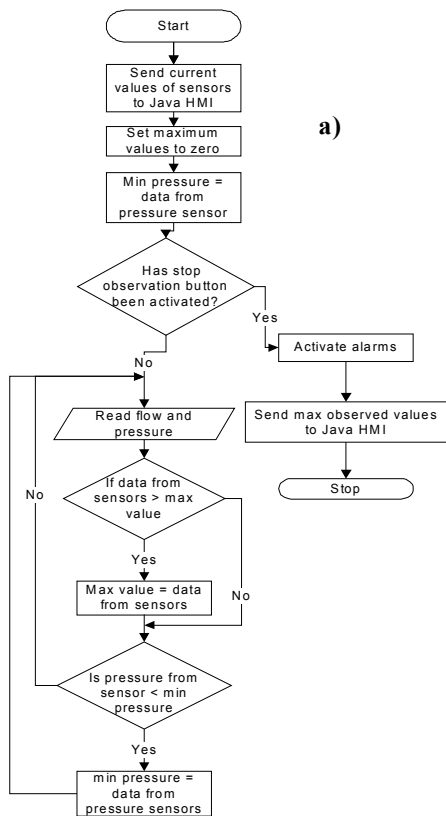 Start
Send current
values of sensors
to Java HMI
a)
Set maximum
values to zero
Min pressure =
data from
pressure sensor
Has stop
observation button
been activated?
Yes
Activate alarms
No
Send max observed values
to Java HMI
Read flow and
pressure
Stop
No
If data from
sensors > max
value
Yes
Max value = data
from sensors
No
Is pressure from
sensor < min
pressure
Yes
min pressure =
data from
pressure sensors